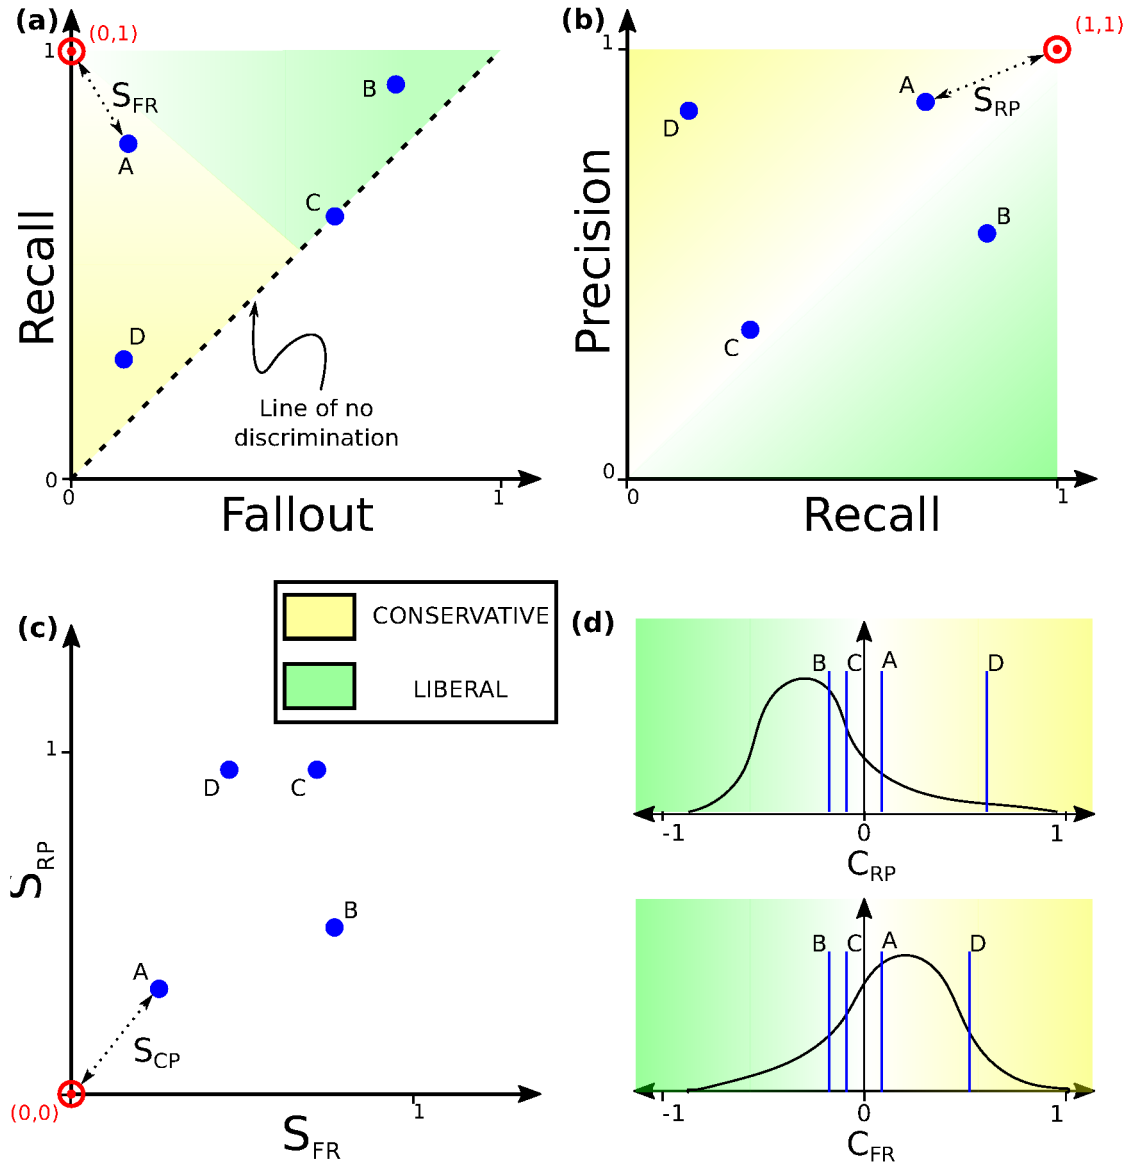 (a)
(0,1)
1
S_FR
A
B
C
D
Recall
Line of no
discrimination
0
0
1
Fallout
(b)
(1,1)
1
A
S_RP
D
B
C
Precision
0
0
1
Recall
(c)
CONSERVATIVE
LIBERAL
1
D
C
S_RP
B
A
S_CP
(0,0)
1
S_FR
(d)
B C A D
-1 0 1
C_RP
B C A D
-1 0 1
C_FR